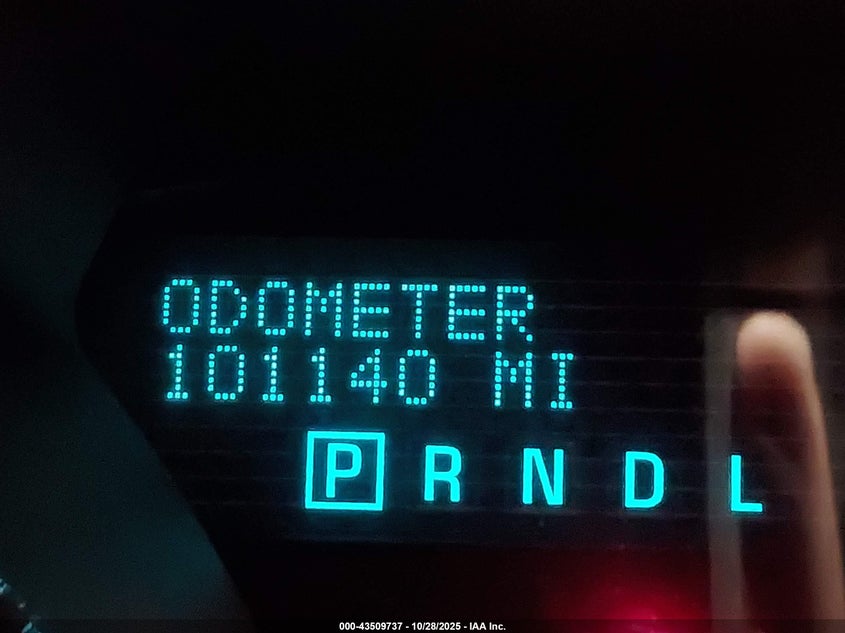 ODOMETER
101140 MI
P R N D L
000-43509737 - 10/28/2025 - IAA Inc.